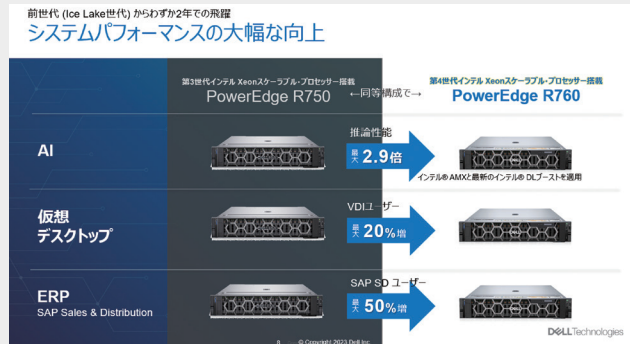 前世代 (Ice Lake世代) からわずか2年での飛躍
システムパフォーマンスの大幅な向上
第3世代インテル Xeonスケーラブル・プロセッサー搭載
PowerEdge R750
←同等構成で→
第4世代インテル Xeonスケーラブル・プロセッサー搭載
PowerEdge R760
AI
推論性能
最大 2.9倍
インテル® AMXと最新のインテル® DLブーストを適用
仮想
デスクトップ
VDIユーザー
最大 20%増
ERP
SAP Sales & Distribution
SAP SD ユーザー
最大 50%増
© Copyright 2023 Dell Inc.
DELLTechnologies